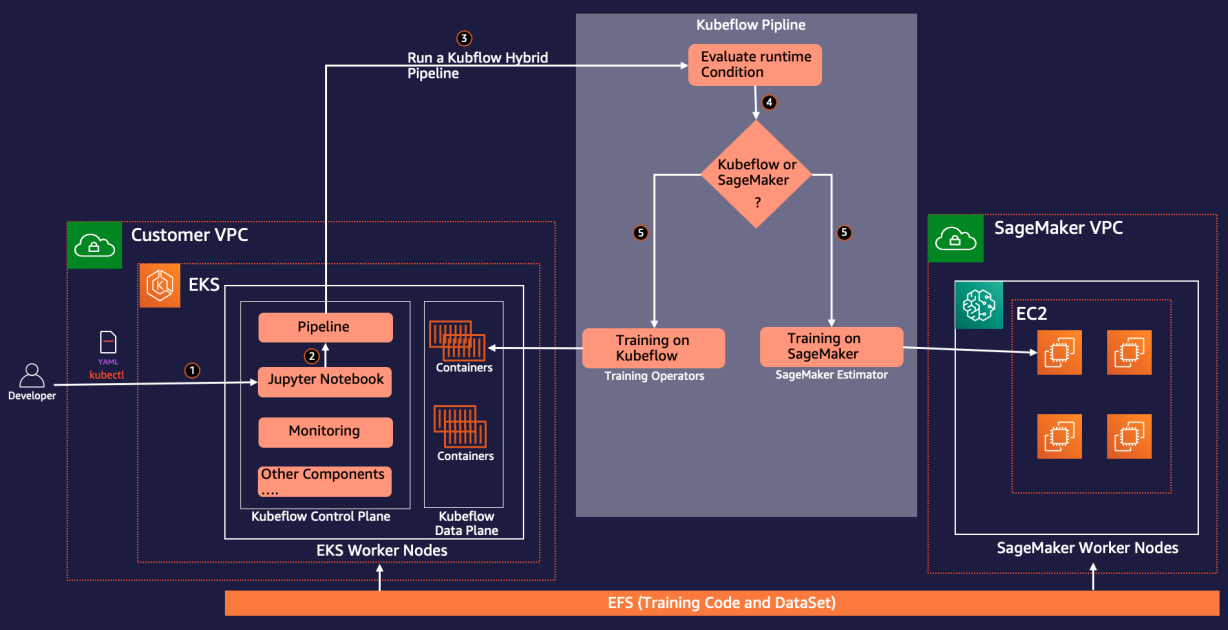 Kubeflow Pipline
3
Run a Kubflow Hybrid
Pipeline
Evaluate runtime
Condition
4
Kubeflow or
SageMaker
?
5
5
Customer VPC
SageMaker VPC
EKS
EC2
Pipeline
2
YAML
kubectl
1
Jupyter Notebook
Developer
Containers
Training on
Kubeflow
Training Operators
Training on
SageMaker
SageMaker Estimator
Monitoring
Containers
Other Components
....
Kubeflow Control Plane
Kubeflow
Data Plane
EKS Worker Nodes
SageMaker Worker Nodes
EFS (Training Code and DataSet)